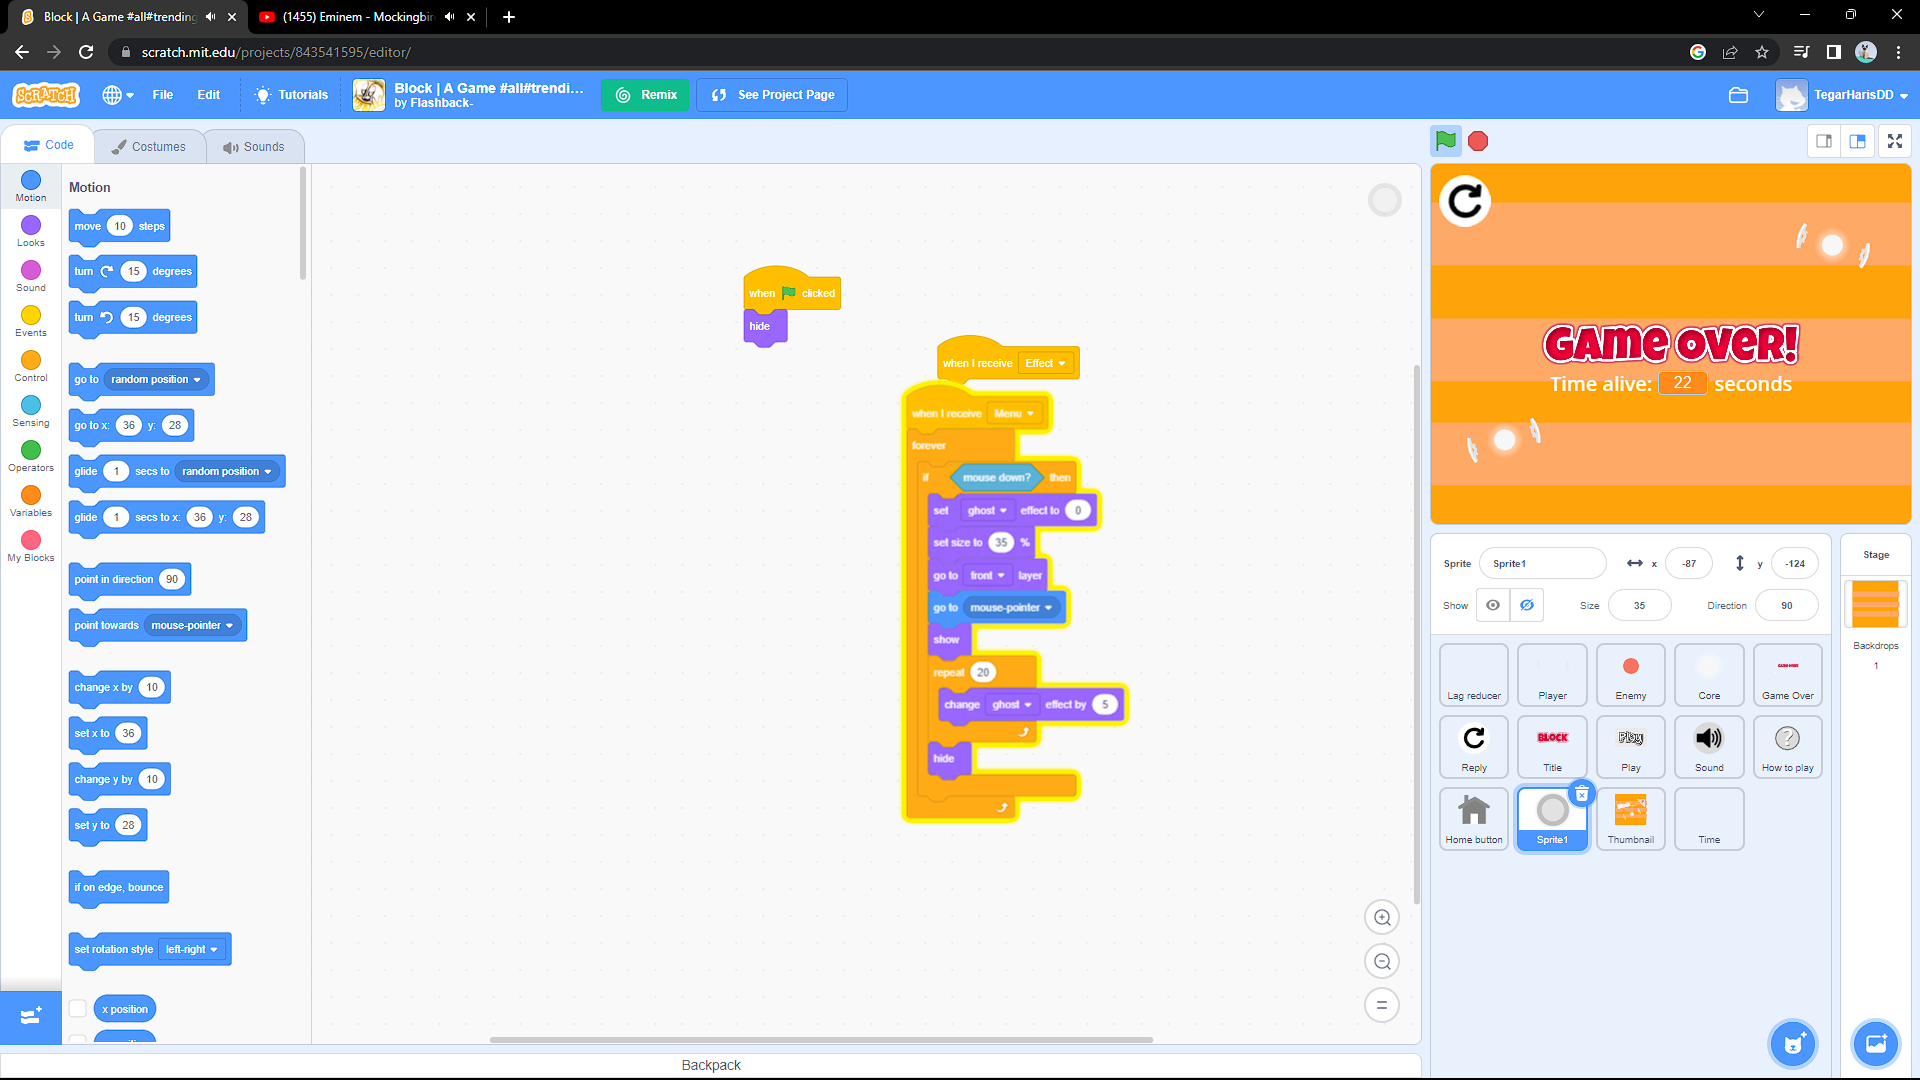 Block | A Game #all#trending
(1455) Eminem - Mockingbir
scratch.mit.edu/projects/843541595/editor/
SCRATCH
File
Edit
Tutorials
Block | A Game #all#trendi...
by Flashback-
Remix
See Project Page
TegarHarisDD
Code
Costumes
Sounds
Motion
Looks
Sound
Events
Control
Sensing
Operators
Variables
My Blocks
Motion
move 10 steps
turn 15 degrees
turn 15 degrees
go to random position
go to x: 36 y: 28
glide 1 secs to random position
glide 1 secs to x: 36 y: 28
point in direction 90
point towards mouse-pointer
change x by 10
set x to 36
change y by 10
set y to 28
if on edge, bounce
set rotation style left-right
x position
when clicked
hide
when I receive Effect
when I receive Menu
forever
if mouse down? then
set ghost effect to 0
set size to 35 %
go to front layer
go to mouse-pointer
show
repeat 20
change ghost effect by 5
hide
Backpack
GAME OVER!
Time alive: 22 seconds
Sprite Sprite1 x -87 y -124
Show Size 35 Direction 90
Lag reducer
Player
Enemy
Core
GAME OVER
Game Over
Reply
BLOCK
Title
Play
Play
Sound
?
How to play
Home button
Sprite1
Thumbnail
Time
Stage
Backdrops
1